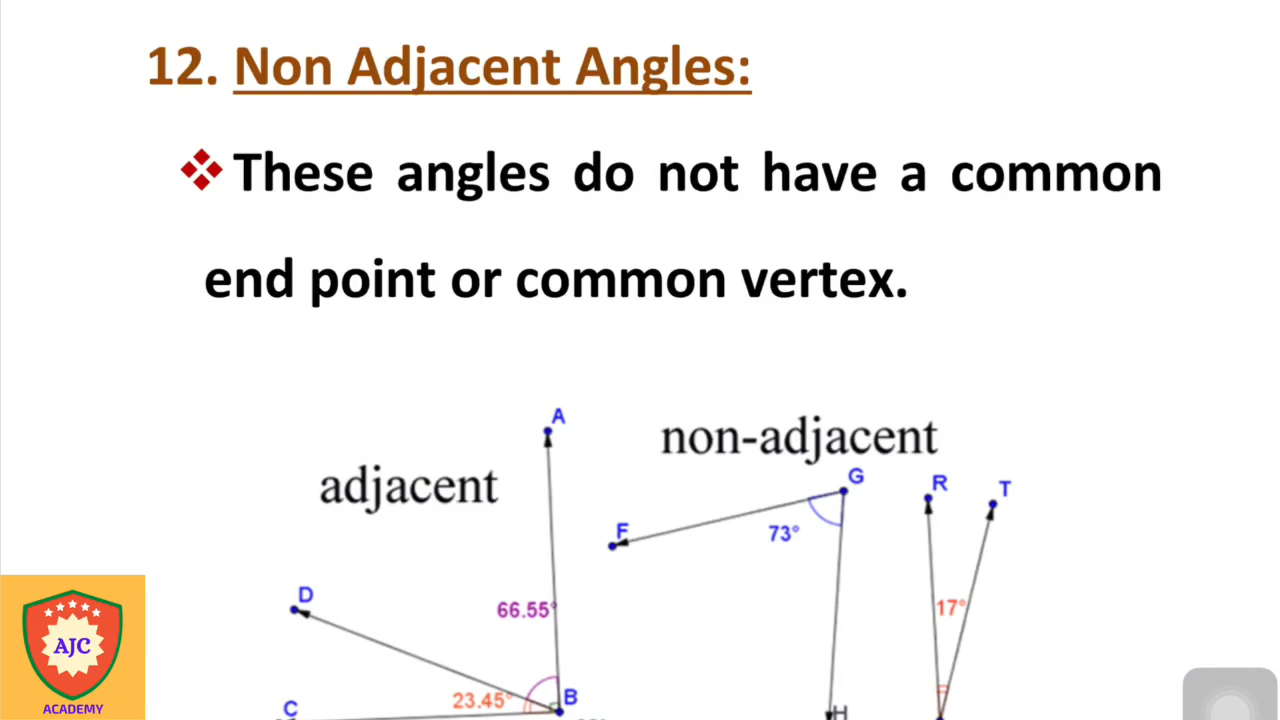 12. Non Adjacent Angles:
These angles do not have a common
end point or common vertex.
A
non-adjacent
adjacent
G
R
T
F
73°
D
66.55°
17°
23.45°
B
C
H
AJC
ACADEMY